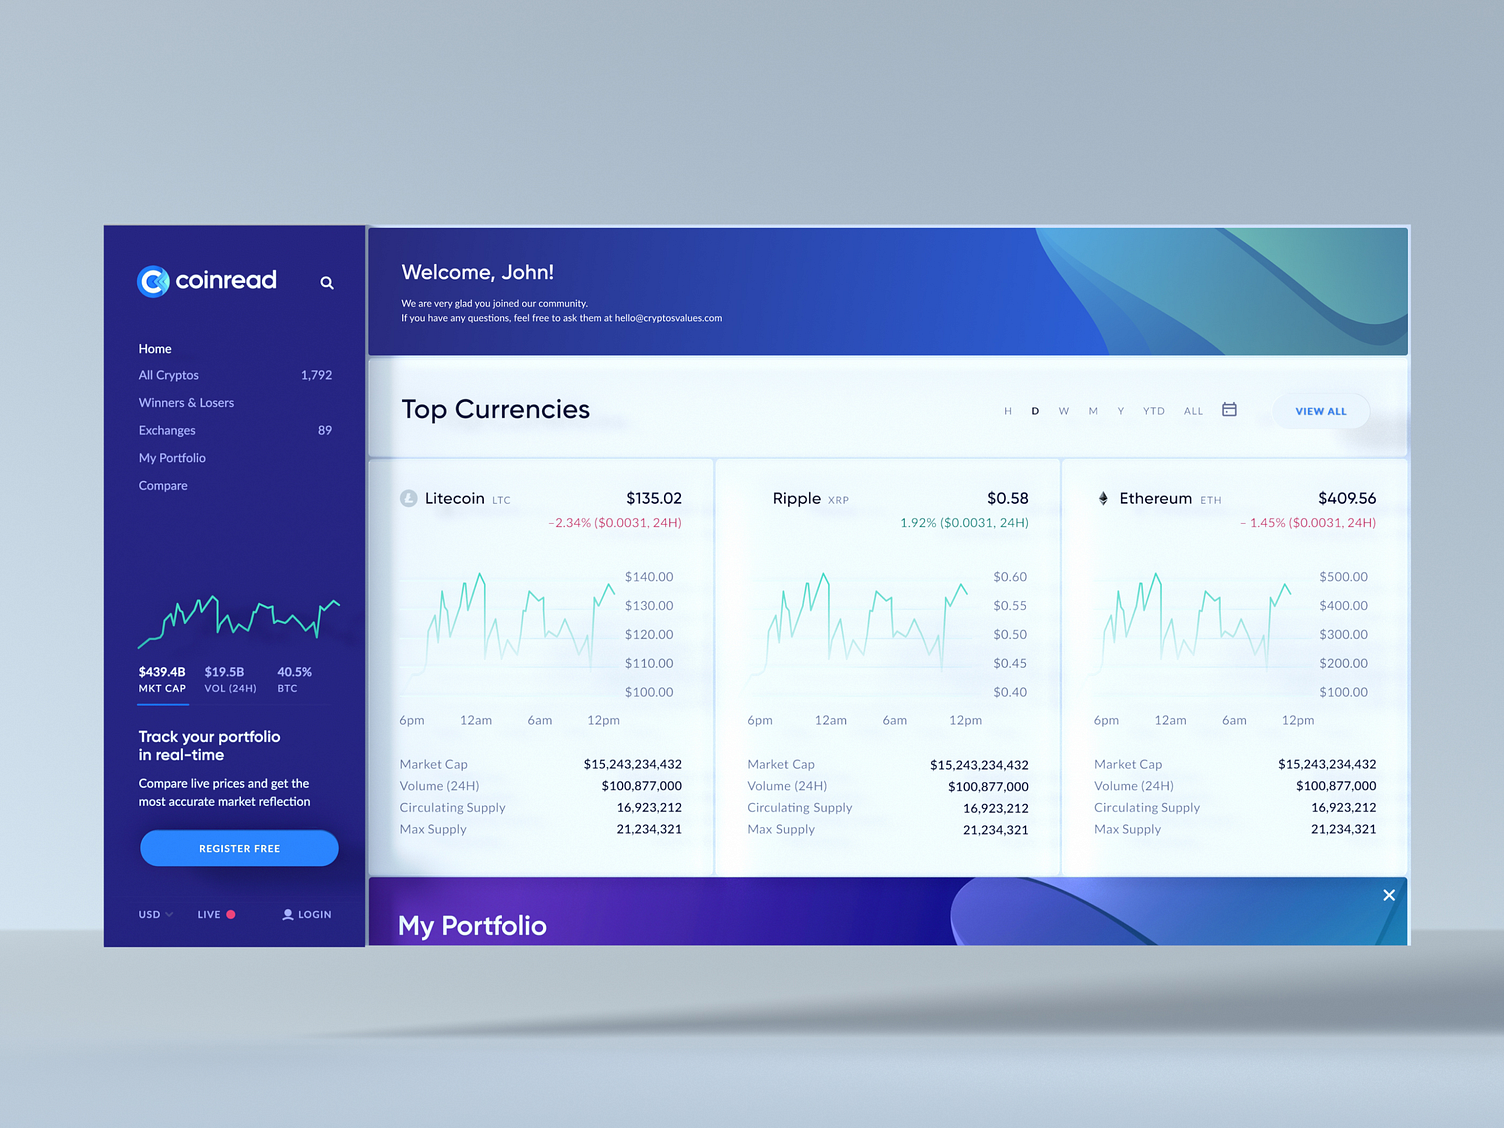 coinread
Home
All Cryptos 1,792
Winners & Losers
Exchanges 89
My Portfolio
Compare
$439.4B $19.5B 40.5%
MKT CAP VOL (24H) BTC
Track your portfolio
in real-time
Compare live prices and get the
most accurate market reflection
REGISTER FREE
USD LIVE LOGIN
Welcome, John!
We are very glad you joined our community.
If you have any questions, feel free to ask them at hello@cryptosvalues.com
Top Currencies H D W M Y YTD ALL VIEW ALL
Litecoin LTC $135.02
–2.34% ($0.0031, 24H)
$140.00
$130.00
$120.00
$110.00
$100.00
6pm 12am 6am 12pm
Market Cap $15,243,234,432
Volume (24H) $100,877,000
Circulating Supply 16,923,212
Max Supply 21,234,321
Ripple XRP $0.58
1.92% ($0.0031, 24H)
$0.60
$0.55
$0.50
$0.45
$0.40
6pm 12am 6am 12pm
Market Cap $15,243,234,432
Volume (24H) $100,877,000
Circulating Supply 16,923,212
Max Supply 21,234,321
Ethereum ETH $409.56
– 1.45% ($0.0031, 24H)
$500.00
$400.00
$300.00
$200.00
$100.00
6pm 12am 6am 12pm
Market Cap $15,243,234,432
Volume (24H) $100,877,000
Circulating Supply 16,923,212
Max Supply 21,234,321
My Portfolio